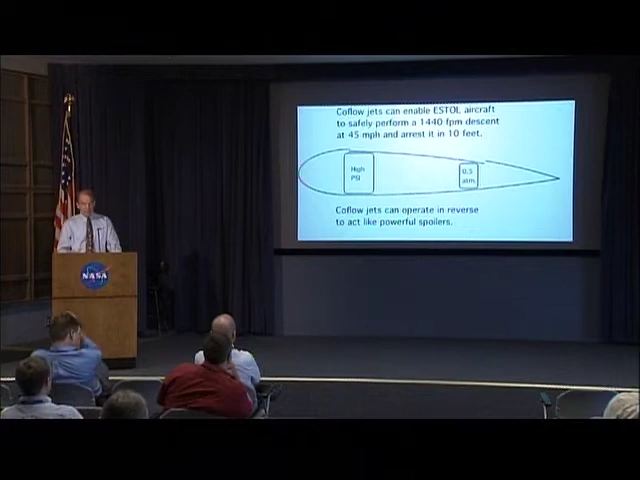 Coflow jets can enable ESTOL aircraft
to safely perform a 1440 fpm descent
at 45 mph and arrest it in 10 feet.
High
PSI
0.5
atm.
Coflow jets can operate in reverse
to act like powerful spoilers.
NASA